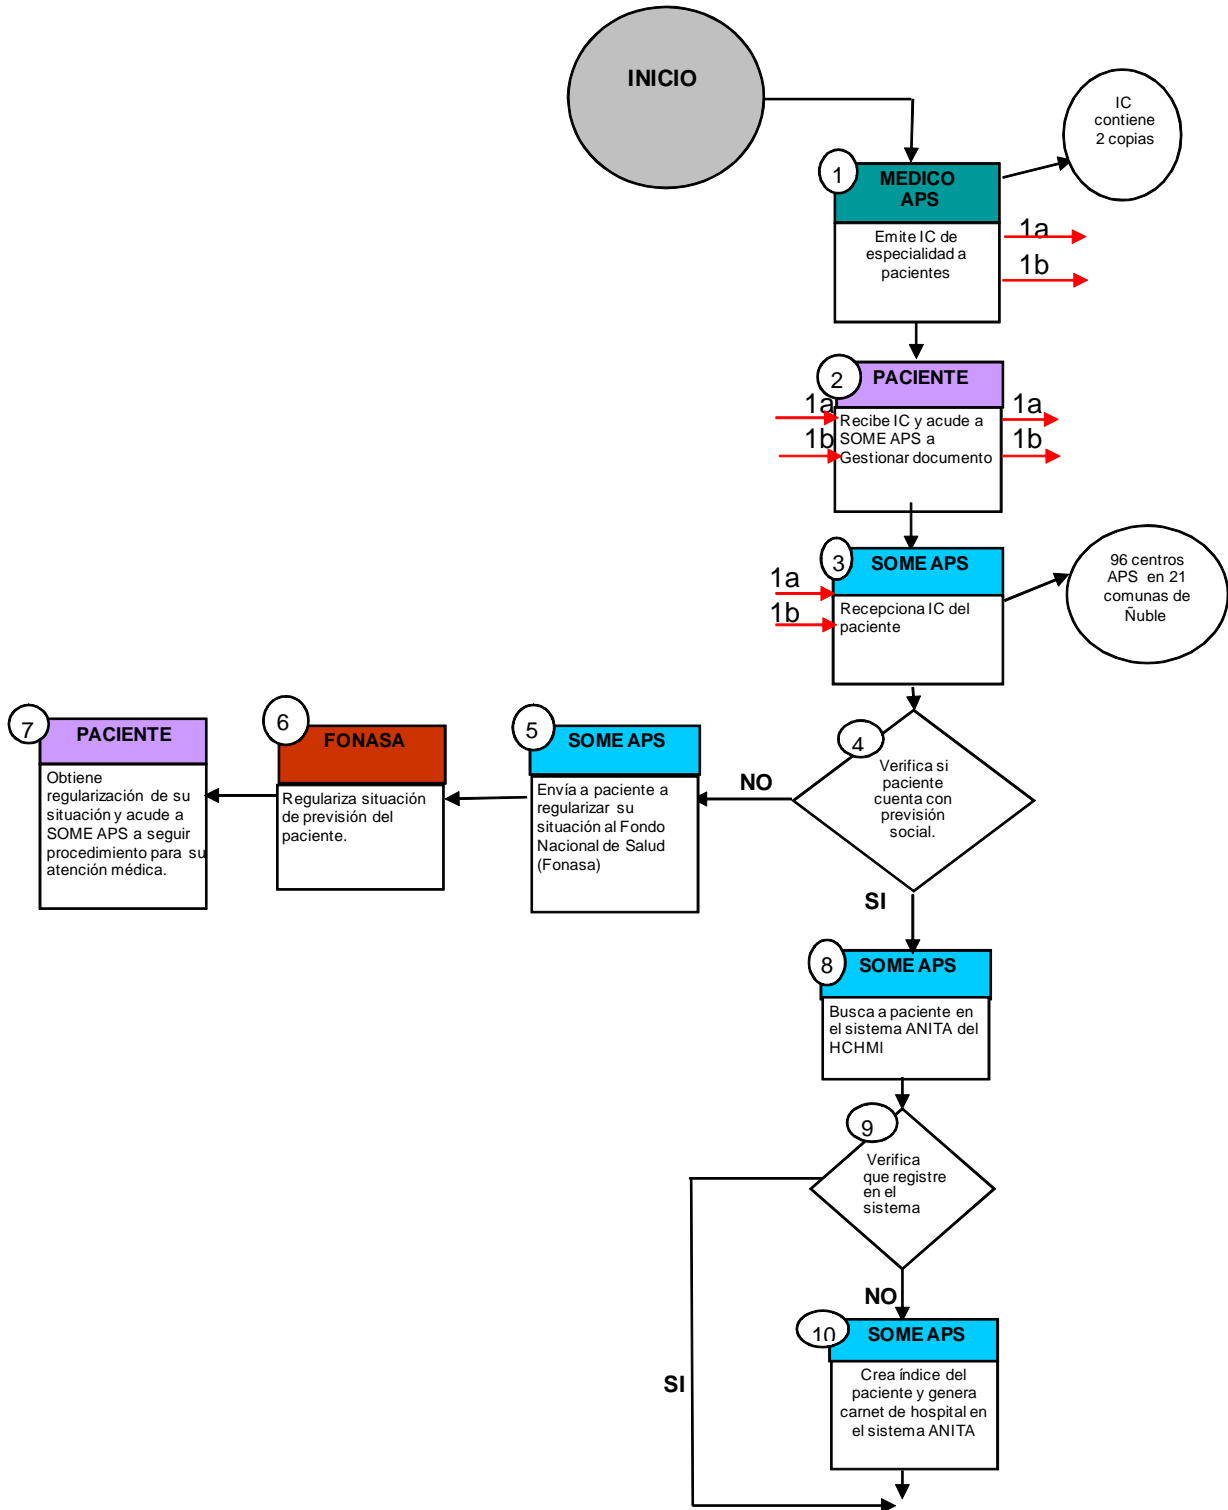 INICIO
IC
contiene
2 copias
1
MEDICO
APS
Emite IC de
especialidad a
pacientes
1a
1b
2
PACIENTE
1a
1b
Recibe IC y acude a
SOME APS a
Gestionar documento
1a
1b
3
SOME APS
1a
1b
Recepciona IC del
paciente
96 centros
APS en 21
comunas de
Ñuble
7
PACIENTE
Obtiene
regularización de su
situación y acude a
SOME APS a seguir
procedimiento para su
atención médica.
6
FONASA
Regulariza situación
de previsión del
paciente.
5
SOME APS
Envía a paciente a
regularizar su
situación al Fondo
Nacional de Salud
(Fonasa)
NO
4
Verifica si
paciente
cuenta con
previsión
social.
SI
8
SOME APS
Busca a paciente en
el sistema ANITA del
HCHMI
9
Verifica
que registre
en el
sistema
NO
SI
10
SOME APS
Crea índice del
paciente y genera
carnet de hospital en
el sistema ANITA